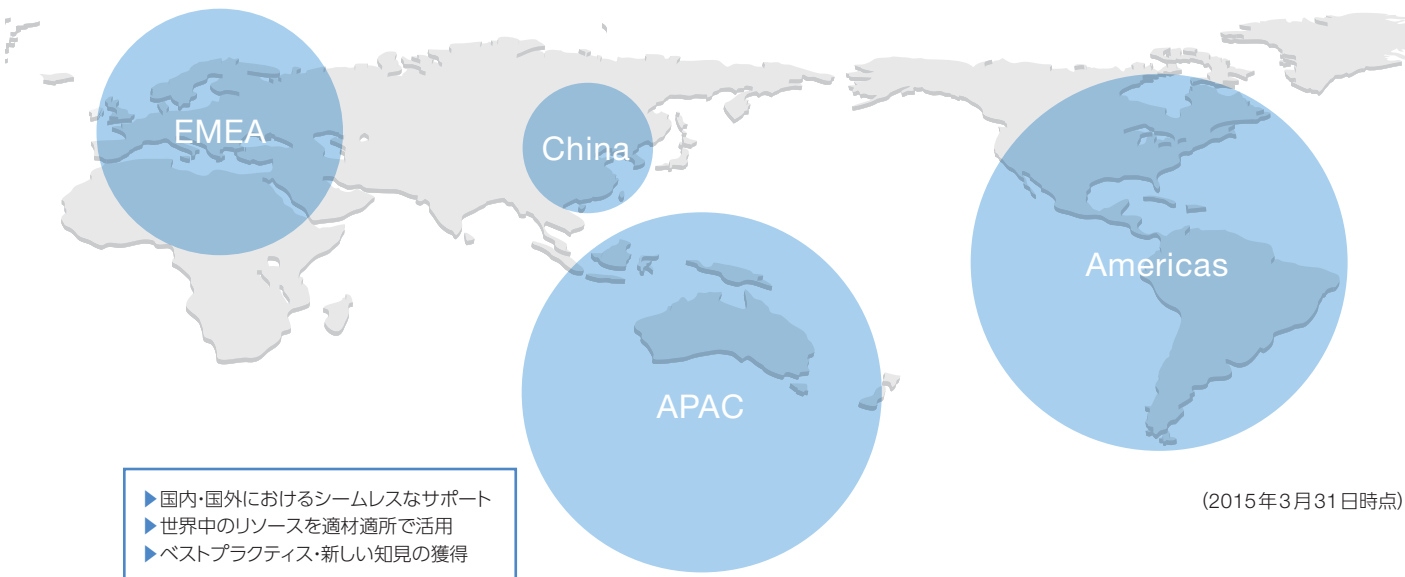 EMEA
China
Americas
APAC
▶国内・国外におけるシームレスなサポート
▶世界中のリソースを適材適所で活用
▶ベストプラクティス・新しい知見の獲得
(2015年3月31日時点)